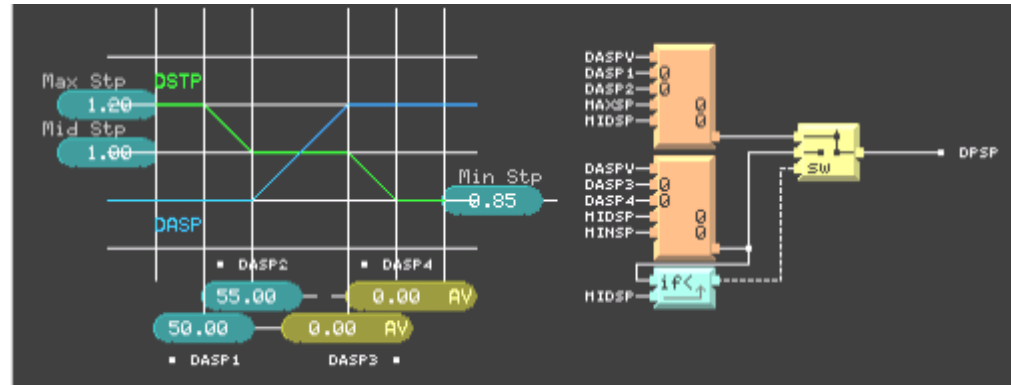 Max Stp
1.20
Mid Stp
1.00
DSTP
DASP
Min Stp
0.85
DASP2
DASP4
55.00
0.00 AV
50.00
0.00 AV
DASP1
DASP3
DASPV
DASP1 0
DASP2 0
MAXSP 0
MIDSP 0
DASPV
DASP3 0
DASP4 0
MIDSP 0
MINSP 0
if<
MIDSP
SW
DPSP